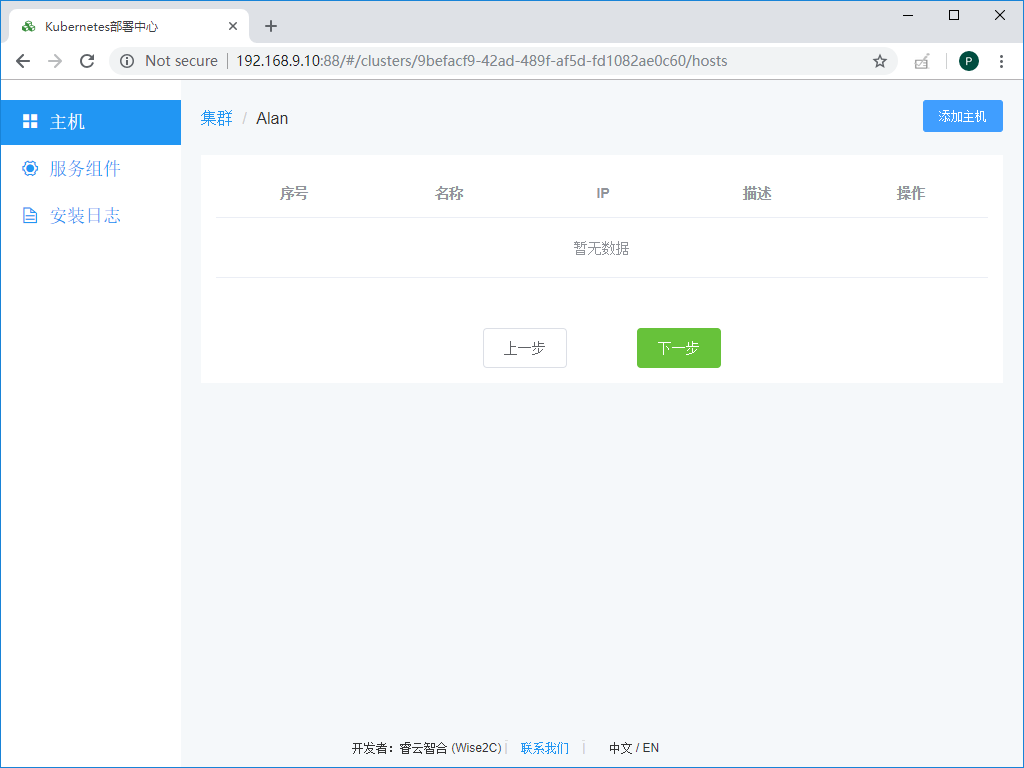 Kubernetes部署中心
Not secure | 192.168.9.10:88/#/clusters/9befacf9-42ad-489f-af5d-fd1082ae0c60/hosts
P
主机
服务组件
安装日志
集群 / Alan
添加主机
序号 名称 IP 描述 操作
暂无数据
上一步 下一步
开发者：睿云智合 (Wise2C) | 联系我们 | 中文 / EN